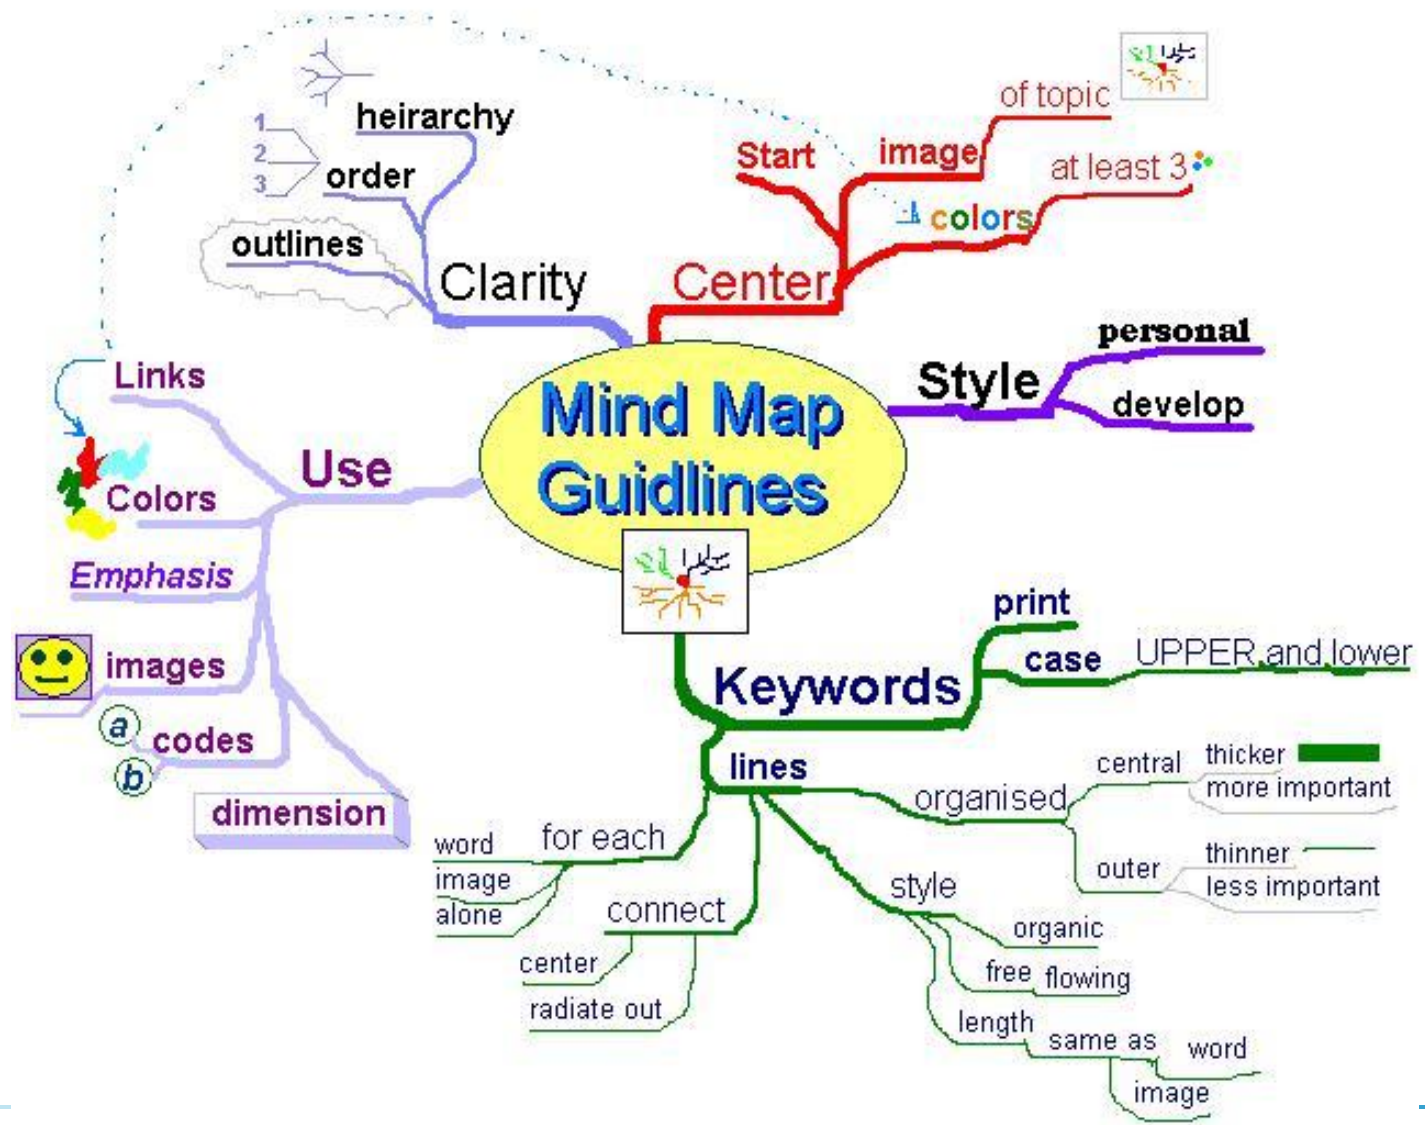 Mind Map
Guidlines
Center
Start
image
of topic
colors
at least 3
Style
personal
develop
Keywords
print
case
UPPER and lower
lines
organised
central
thicker
more important
outer
thinner
less important
style
organic
free flowing
length
same as
word
image
connect
center
radiate out
for each
word
image
alone
Use
Links
Colors
Emphasis
images
codes
a
b
dimension
Clarity
heirarchy
order
1
2
3
outlines